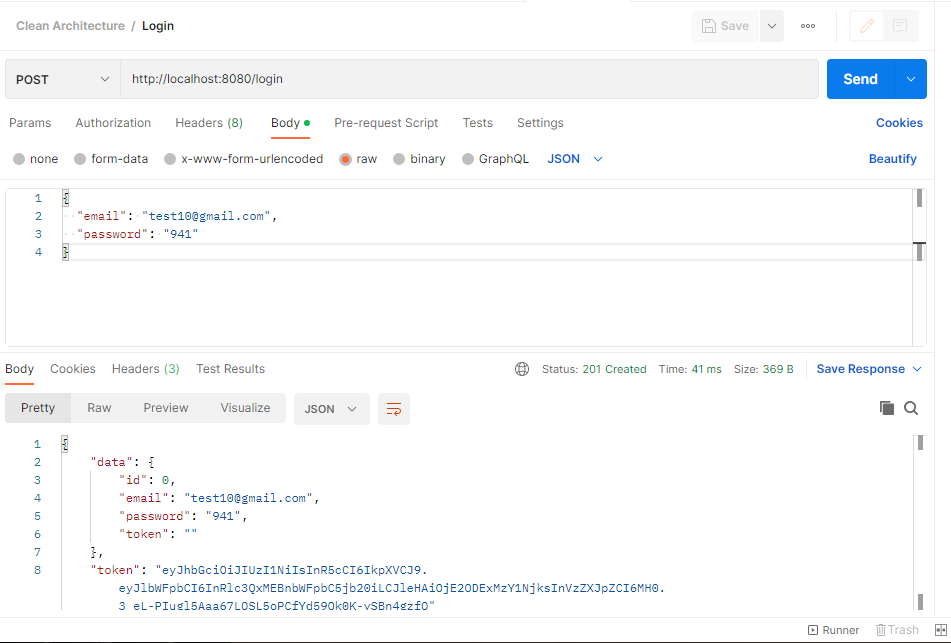 Clean Architecture / Login
Save
POST http://localhost:8080/login Send
Params Authorization Headers (8) Body Pre-request Script Tests Settings Cookies
none form-data x-www-form-urlencoded raw binary GraphQL JSON Beautify
1 {
2 "email": "test10@gmail.com",
3 "password": "941"
4 }
Body Cookies Headers (3) Test Results Status: 201 Created Time: 41 ms Size: 369 B Save Response
Pretty Raw Preview Visualize JSON
1 {
2 "data": {
3 "id": 0,
4 "email": "test10@gmail.com",
5 "password": "941",
6 "token": ""
7 },
8 "token": "eyJhbGciOiJIUzI1NiIsInR5cCI6IkpXVCJ9.
eyJlbWFpbCI6InRlc3QxMEBnbWFpbC5jb20iLCJleHAiOjE2ODExMzY1NjksInVzZXJpZCI6MH0.
3_eL-PIugl5Aaa67LOSL5oPCfYd59Ok0K-vSBn4gzfO"
Runner Trash